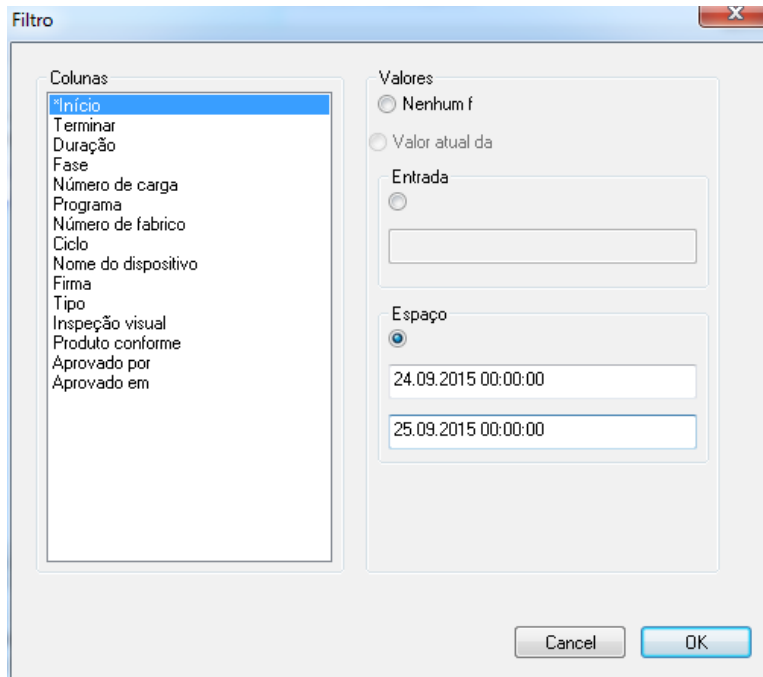 Filtro
Colunas
*Início
Terminar
Duração
Fase
Número de carga
Programa
Número de fabrico
Ciclo
Nome do dispositivo
Firma
Tipo
Inspeção visual
Produto conforme
Aprovado por
Aprovado em
Valores
Nenhum f
Valor atual da
Entrada
Espaço
24.09.2015 00:00:00
25.09.2015 00:00:00
Cancel
OK